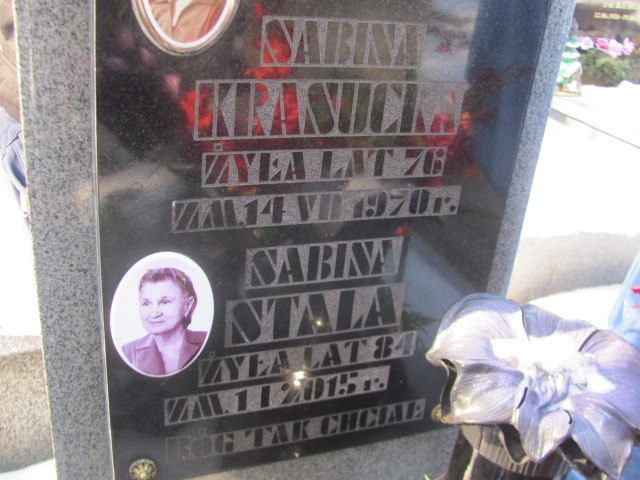 SABINA
KRASUCKA
ŻYŁA LAT 76
ZM. 14 VII 1970 r.
SABINA
STALA
ŻYŁA LAT 84
ZM. 1 I 2015 r.
BÓG TAK CHCIAŁ